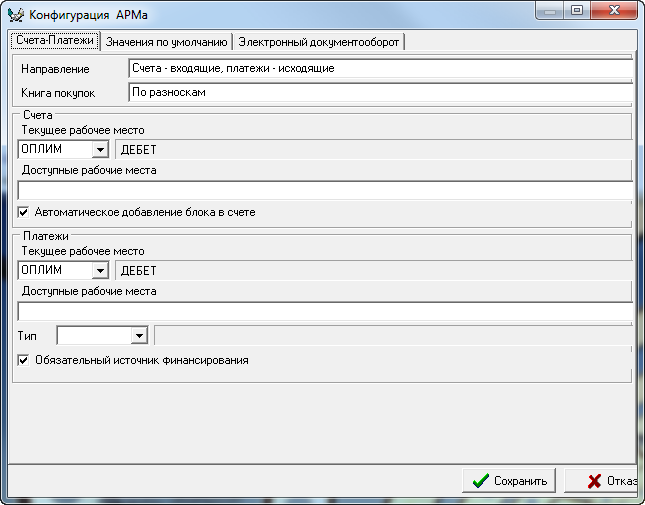 Конфигурация АРМа
Счета-Платежи Значения по умолчанию Электронный документооборот
Направление Счета - входящие, платежи - исходящие
Книга покупок По разноскам
Счета
Текущее рабочее место
ОПЛИМ ДЕБЕТ
Доступные рабочие места
Автоматическое добавление блока в счете
Платежи
Текущее рабочее место
ОПЛИМ ДЕБЕТ
Доступные рабочие места
Тип
Обязательный источник финансирования
Сохранить Отказ